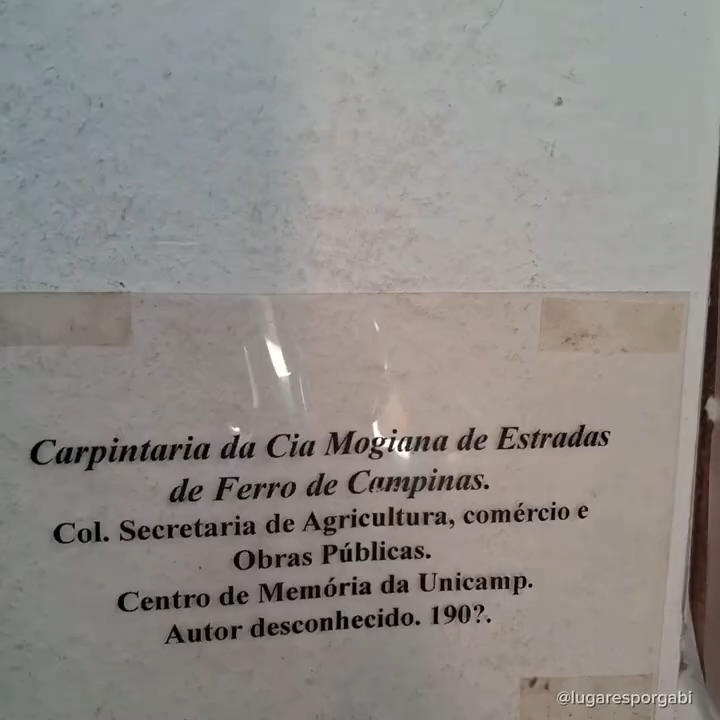 Carpintaria da Cia Mogiana de Estradas
de Ferro de Campinas.
Col. Secretaria de Agricultura, comércio e
Obras Públicas.
Centro de Memória da Unicamp.
Autor desconhecido. 190?.
@lugaresporgabi